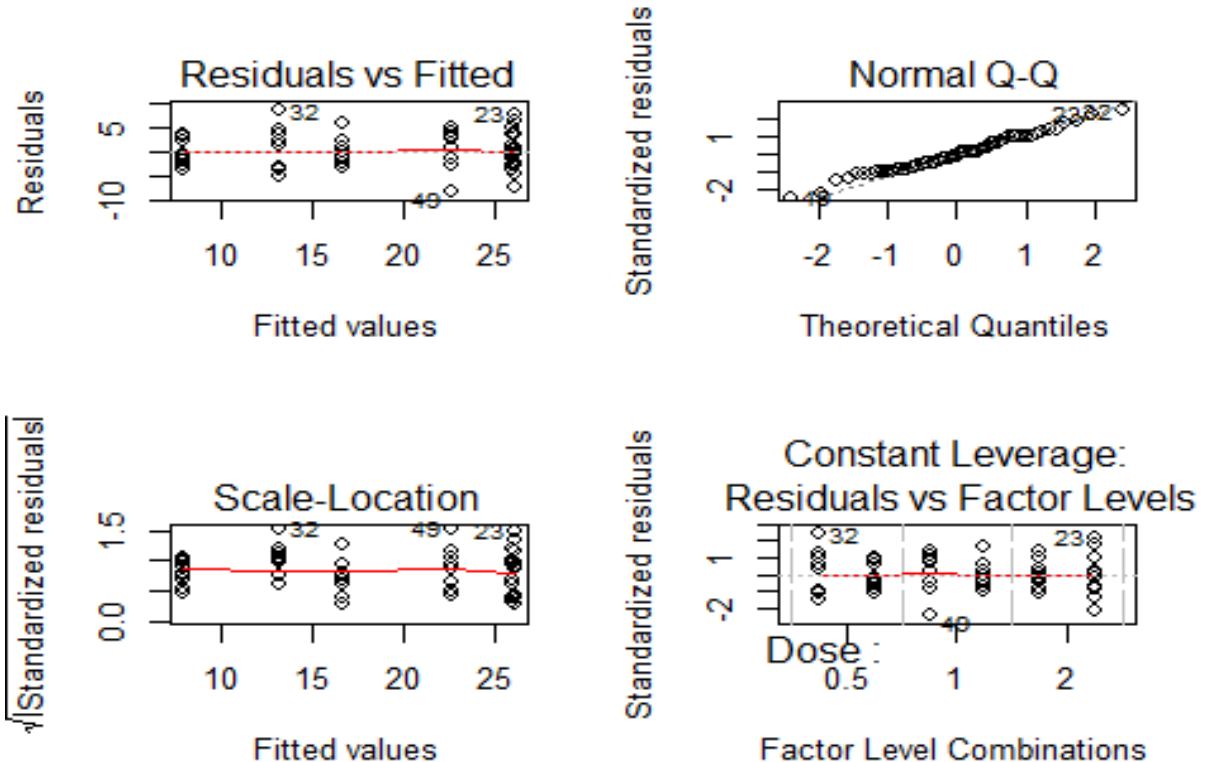 Residuals vs Fitted
Residuals
5
-10
32
23
49
10 15 20 25
Fitted values
Normal Q-Q
Standardized residuals
1
-2
2332
49
-2 -1 0 1 2
Theoretical Quantiles
Scale-Location
√|Standardized residuals|
1.5
0.0
32
49
23
10 15 20 25
Fitted values
Constant Leverage:
Residuals vs Factor Levels
Standardized residuals
1
-2
32
23
49
Dose :
0.5 1 2
Factor Level Combinations